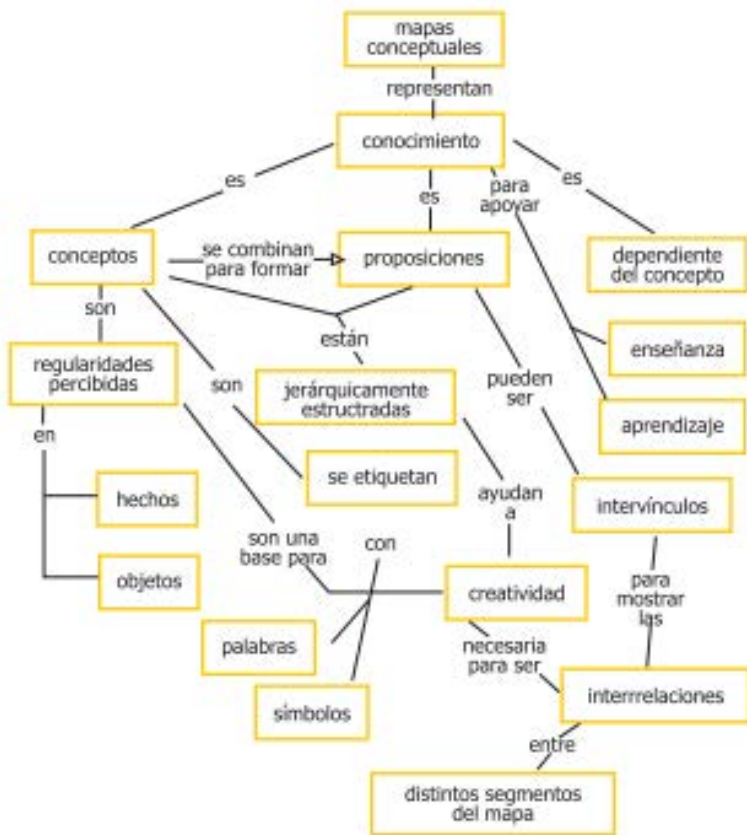 mapas
conceptuales
representan
conocimiento
es
es
para
apoyar
es
conceptos
se combinan
para formar
proposiciones
dependiente
del concepto
son
están
enseñanza
regularidades
percibidas
son
jerárquicamente
estructradas
pueden
ser
aprendizaje
en
se etiquetan
ayudan
a
intervínculos
hechos
son una
base para
con
objetos
creatividad
para
mostrar
las
palabras
necesaria
para ser
símbolos
interrrelaciones
entre
distintos segmentos
del mapa